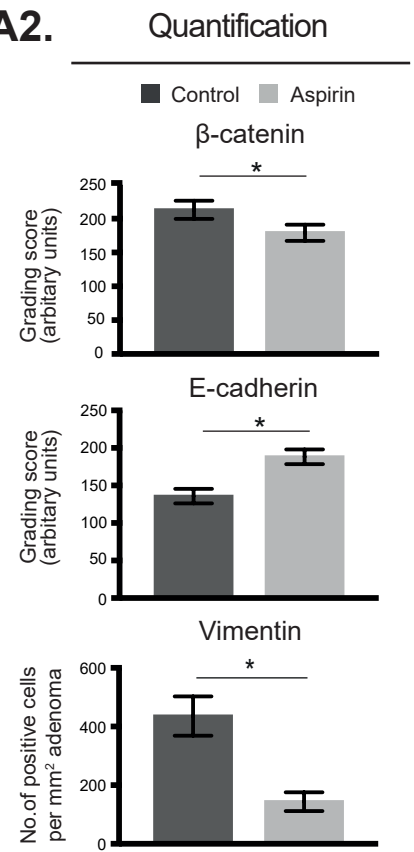 A2.
Quantification
Control
Aspirin
β-catenin
*
Grading score
(arbitary units)
250
200
150
100
50
0
E-cadherin
*
Grading score
(arbitary units)
250
200
150
100
50
0
Vimentin
*
No.of positive cells
per mm² adenoma
600
400
200
0